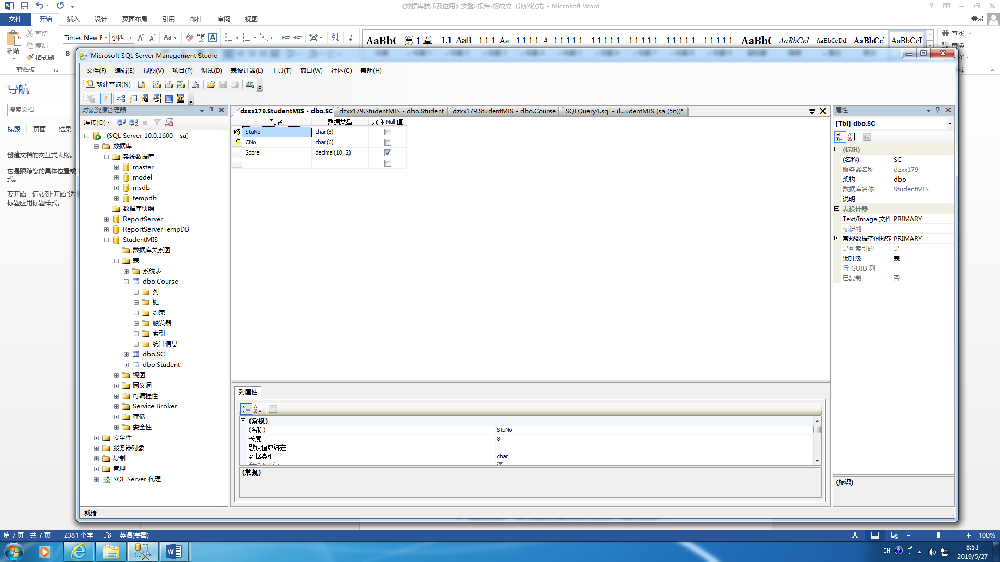 《数据库技术及应用》实验2报告-胡成成 [兼容模式] - Microsoft Word
文件 开始 插入 设计 页面布局 引用 邮件 审阅 视图 登录
粘贴 剪切 复制 格式刷 剪贴板
Times New F 小四 Aa wén A B
AaBbC 第 1 章 1.1 AaB 1.1.1 Aa 1.1.1.1 A 1.1.1.1.1 1.1.1.1.1. 1.1.1.1.1. 1.1.1.1.1. 1.1.1.1.1. AaBb( AaBbCcI AaBbCcDd AaBbCcI AaBbCcI
查找
替换
导航
搜索文档
标题 页面 结果
创建文档的交互式大纲。
它是跟踪您的具体位置或
式。
要开始，请转到“开始”选
标题应用标题样式。
Microsoft SQL Server Management Studio
文件(F) 编辑(E) 视图(V) 项目(P) 调试(D) 表设计器(L) 工具(T) 窗口(W) 社区(C) 帮助(H)
新建查询(N)
对象资源管理器
连接(O)
. (SQL Server 10.0.1600 - sa)
数据库
系统数据库
master
model
msdb
tempdb
数据库快照
ReportServer
ReportServerTempDB
StudentMIS
数据库关系图
表
系统表
dbo.Course
列
键
约束
触发器
索引
统计信息
dbo.SC
dbo.Student
视图
同义词
可编程性
Service Broker
存储
安全性
安全性
服务器对象
复制
管理
SQL Server 代理
dzxx179.StudentMIS - dbo.SC dzxx179.StudentMIS - dbo.Student dzxx179.StudentMIS - dbo.Course SQLQuery4.sql - (l...udentMIS (sa (56))*
列名 数据类型 允许 Null 值
StuNo char(8)
CNo char(6)
Score decimal(18, 2)
列属性
(常规)
(名称) StuNo
长度 8
默认值或绑定
数据类型 char
允许 Null 值 否
(常规)
属性
[Tbl] dbo.SC
(标识)
(名称) SC
服务器名称 dzxx179
架构 dbo
数据库名称 StudentMIS
说明
表设计器
Text/Image 文件 PRIMARY
标识列
常规数据空间规范 PRIMARY
是可索引的 是
锁升级 表
行 GUID 列
已复制 否
(标识)
就绪
第 7 页，共 7 页 2381 个字 英语(美国) 100%
CH 8:53
2019/5/27